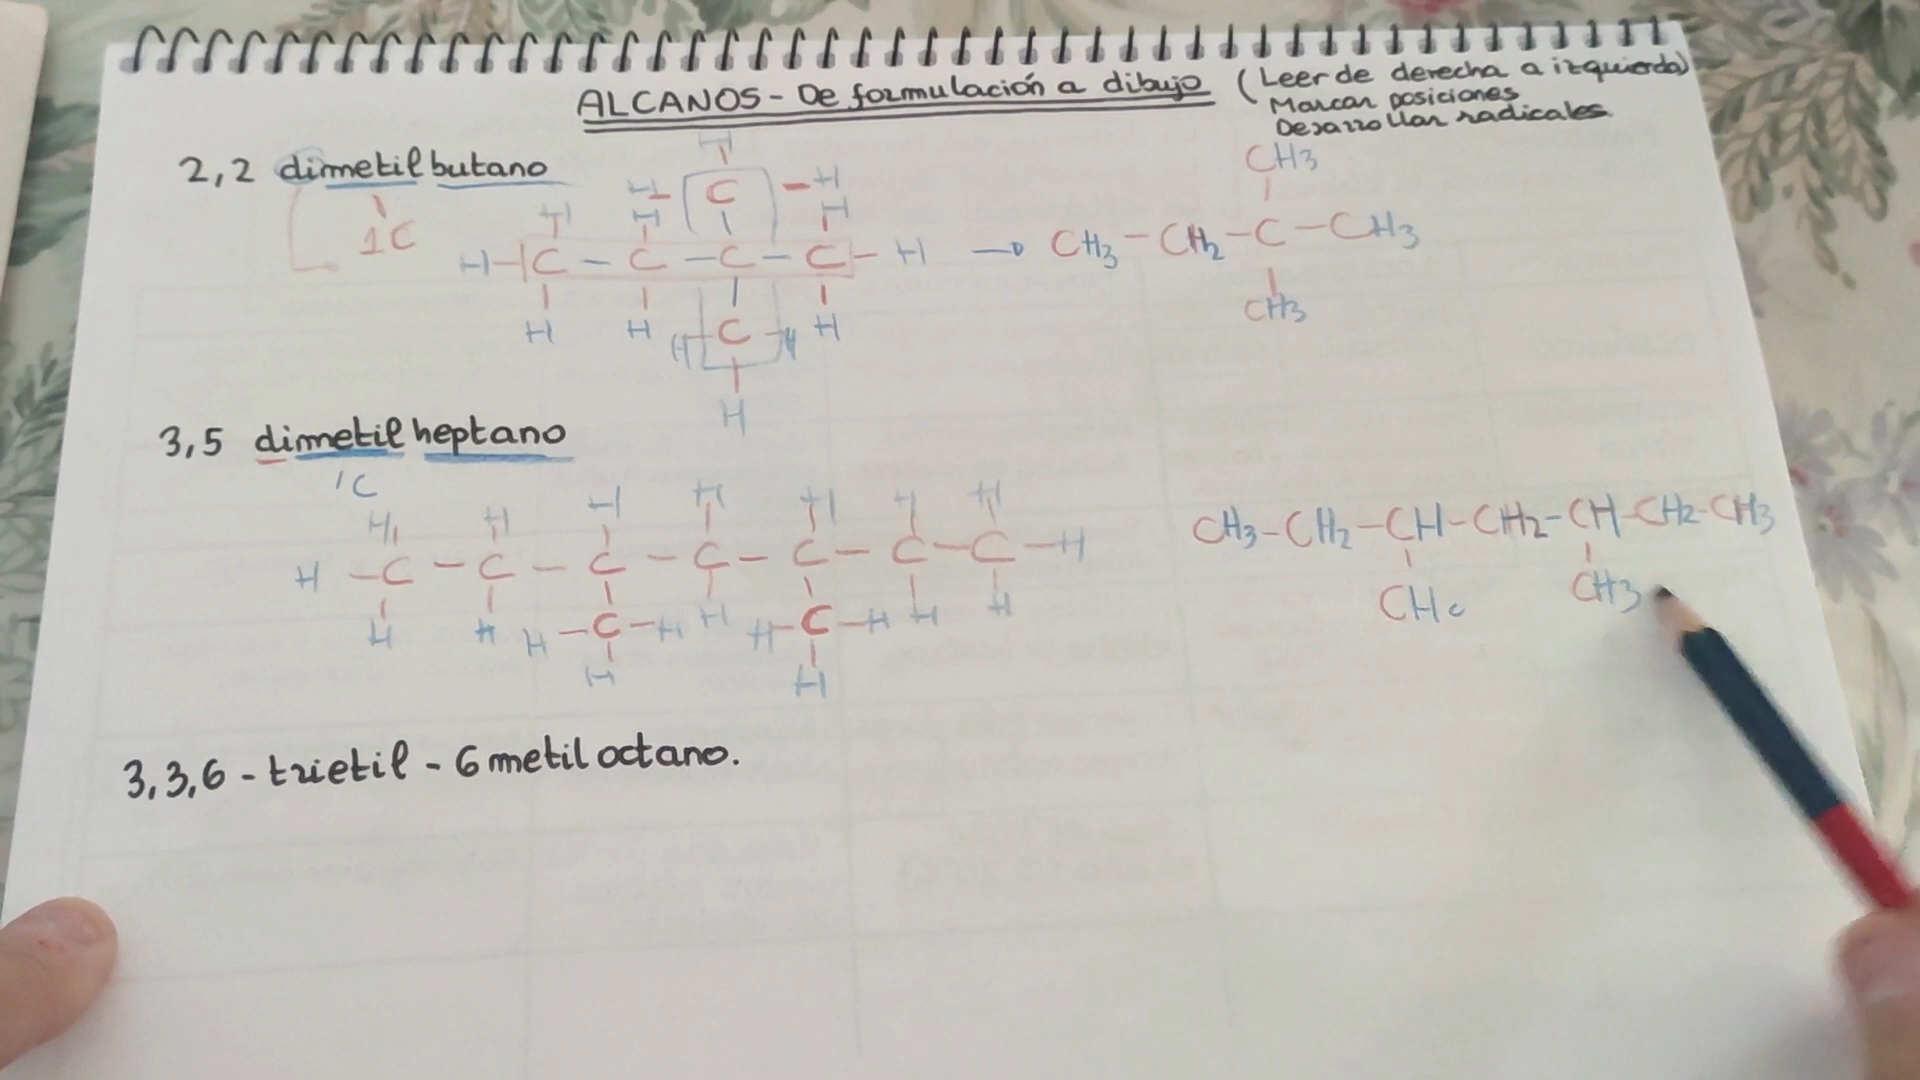 ALCANOS - De formulación a dibujo (Leer de derecha a izquierda)
Marcar posiciones
Desarrollar radicales
2,2 dimetil butano
1C
H
H - C - H
H H H
H - C - C - C - C - H → CH3 - CH2 - C - CH3
CH3
CH3
H H H
H C H
H
3,5 dimetil heptano
1C
H H H H H H H
H - C - C - C - C - C - C - C - H
H H H H H
H - C - H H - C - H
H H
CH3 - CH2 - CH - CH2 - CH - CH2 - CH3
CH3
3,3,6 - trietil - 6 metil octano.